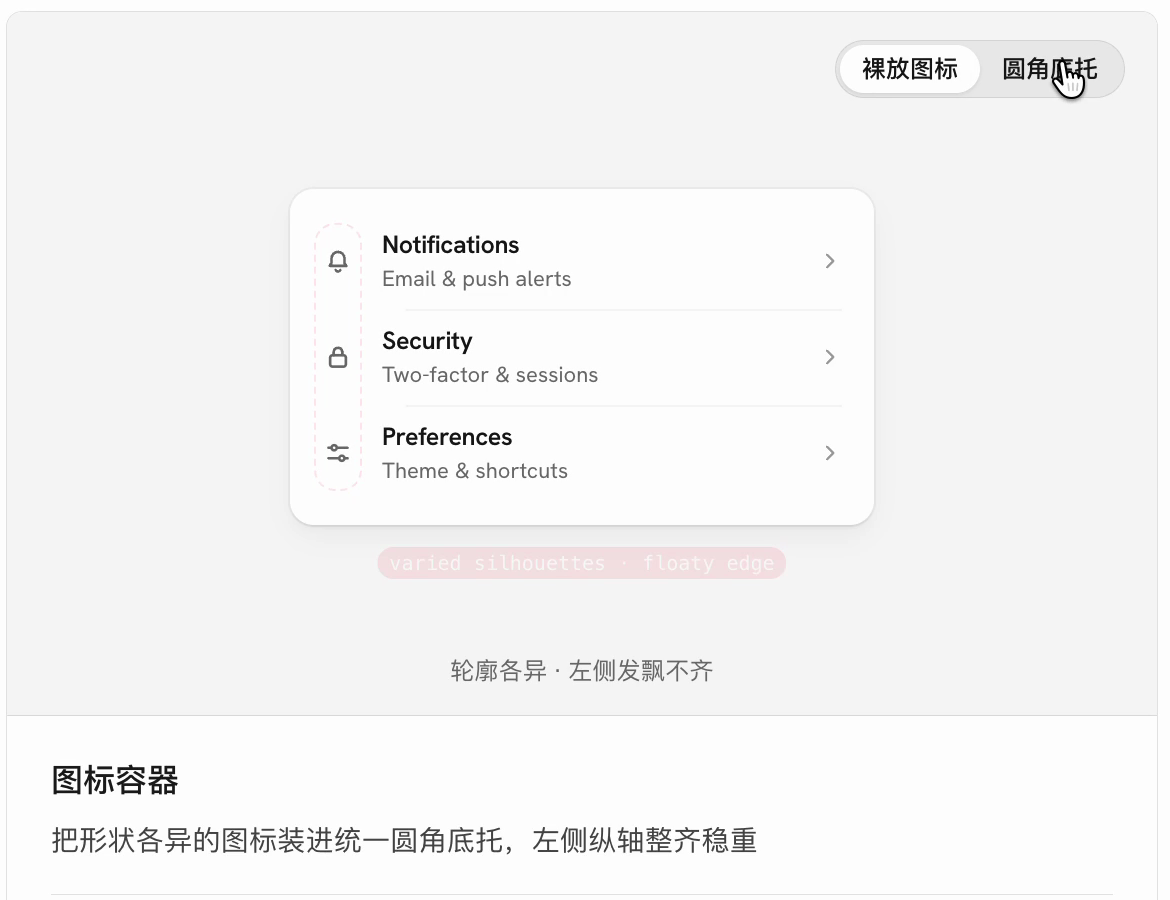 裸放图标 圆角底托
Notifications
Email & push alerts
Security
Two-factor & sessions
Preferences
Theme & shortcuts
varied silhouettes · floaty edge
轮廓各异 · 左侧发飘不齐
图标容器
把形状各异的图标装进统一圆角底托，左侧纵轴整齐稳重